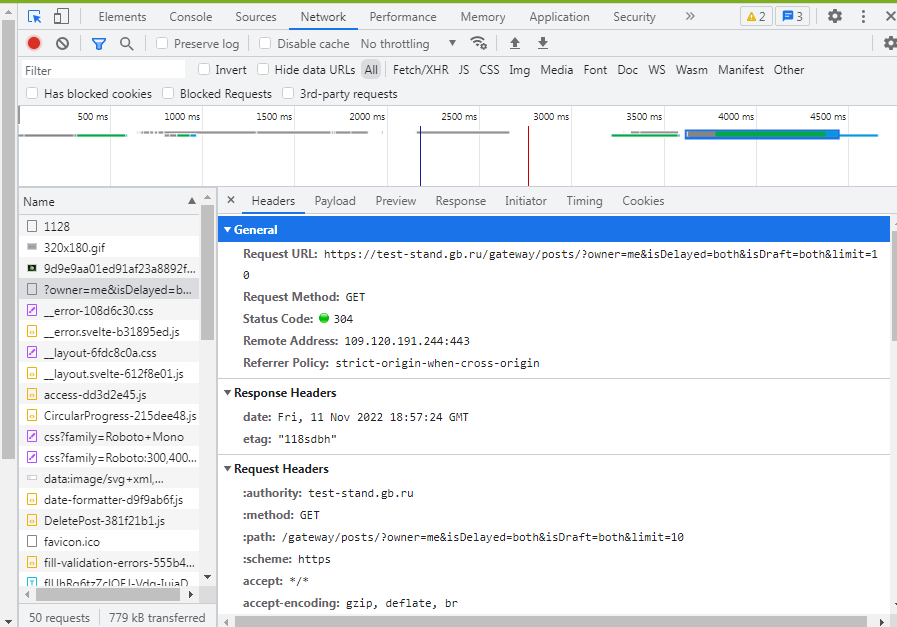 Elements Console Sources Network Performance Memory Application Security » 2 3
Preserve log Disable cache No throttling
Filter Invert Hide data URLs All Fetch/XHR JS CSS Img Media Font Doc WS Wasm Manifest Other
Has blocked cookies Blocked Requests 3rd-party requests
500 ms 1000 ms 1500 ms 2000 ms 2500 ms 3000 ms 3500 ms 4000 ms 4500 ms
Name
1128
320x180.gif
9d9e9aa01ed91af23a8892f...
?owner=me&isDelayed=b...
__error-108d6c30.css
__error.svelte-b31895ed.js
__layout-6fdc8c0a.css
__layout.svelte-612f8e01.js
access-dd3d2e45.js
CircularProgress-215dee48.js
css?family=Roboto+Mono
css?family=Roboto:300,400...
data:image/svg+xml,...
date-formatter-d9f9ab6f.js
DeletePost-381f21b1.js
favicon.ico
fill-validation-errors-555b4...
50 requests 779 kB transferred
Headers Payload Preview Response Initiator Timing Cookies
General
Request URL: https://test-stand.gb.ru/gateway/posts/?owner=me&isDelayed=both&isDraft=both&limit=1
0
Request Method: GET
Status Code: 304
Remote Address: 109.120.191.244:443
Referrer Policy: strict-origin-when-cross-origin
Response Headers
date: Fri, 11 Nov 2022 18:57:24 GMT
etag: "118sdbh"
Request Headers
:authority: test-stand.gb.ru
:method: GET
:path: /gateway/posts/?owner=me&isDelayed=both&isDraft=both&limit=10
:scheme: https
accept: */*
accept-encoding: gzip, deflate, br